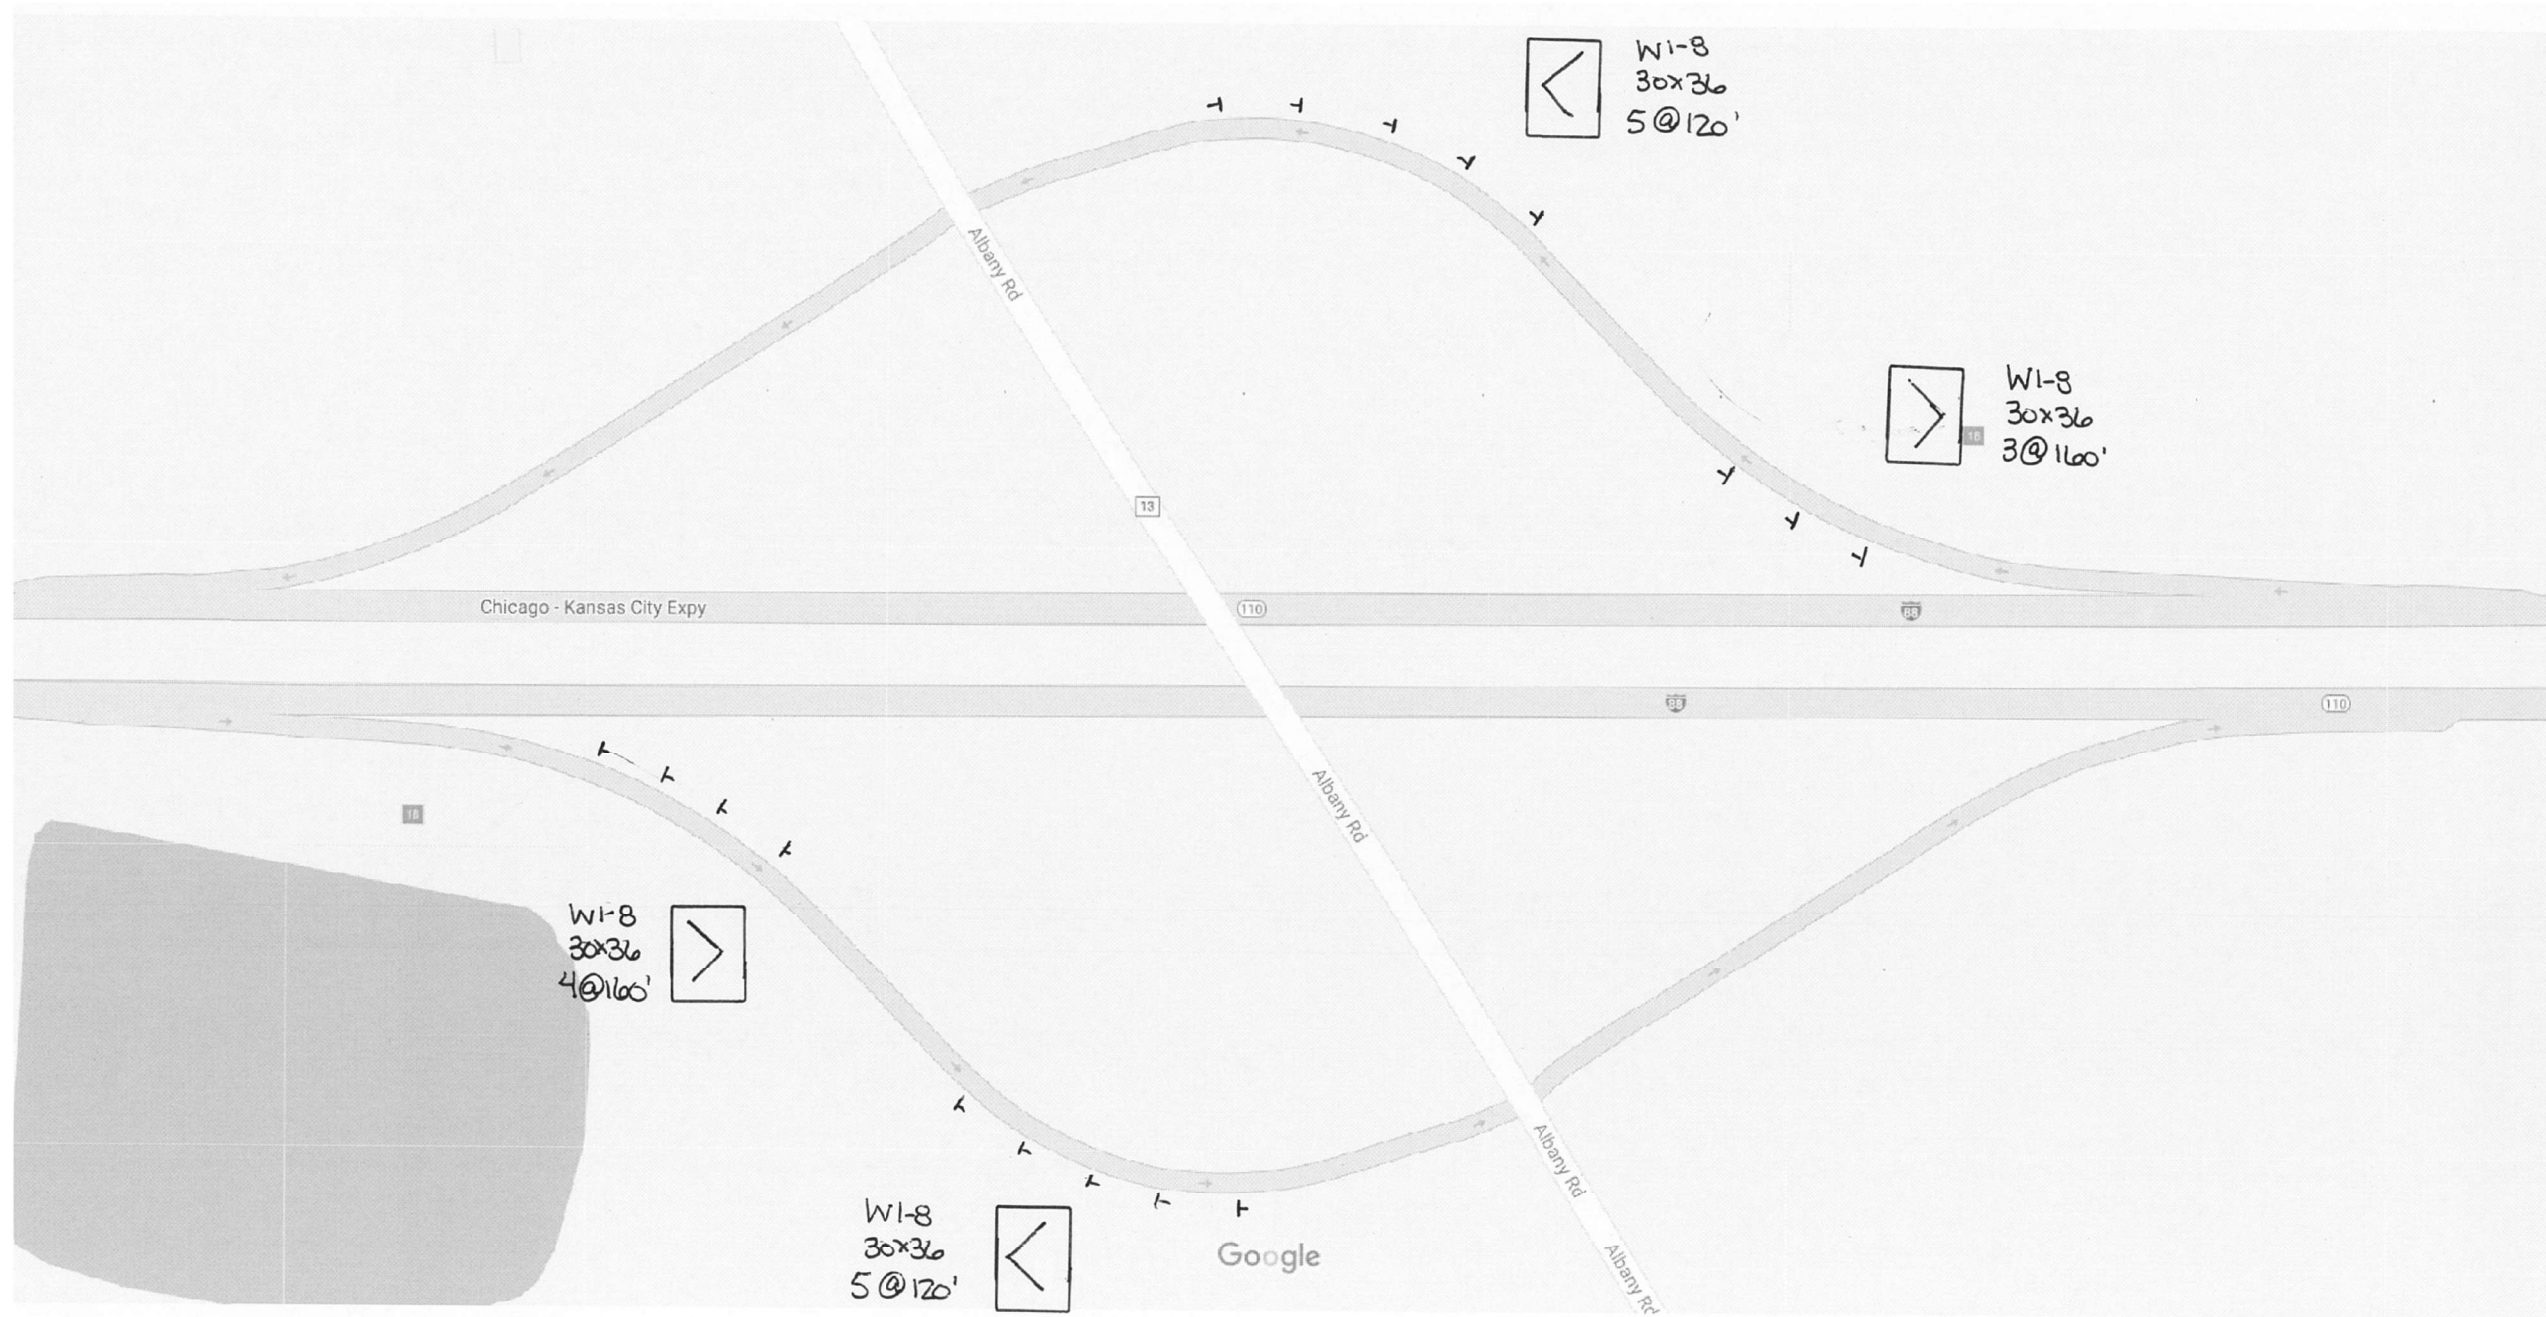 W1-8
30x36
5@120'
Albany Rd
W1-8
30x36
3@160'
18
13
Chicago - Kansas City Expy
110
88
88
110
Albany Rd
18
W1-8
30x36
4@160'
Albany Rd
W1-8
30x36
5@120'
Google
Albany Rd